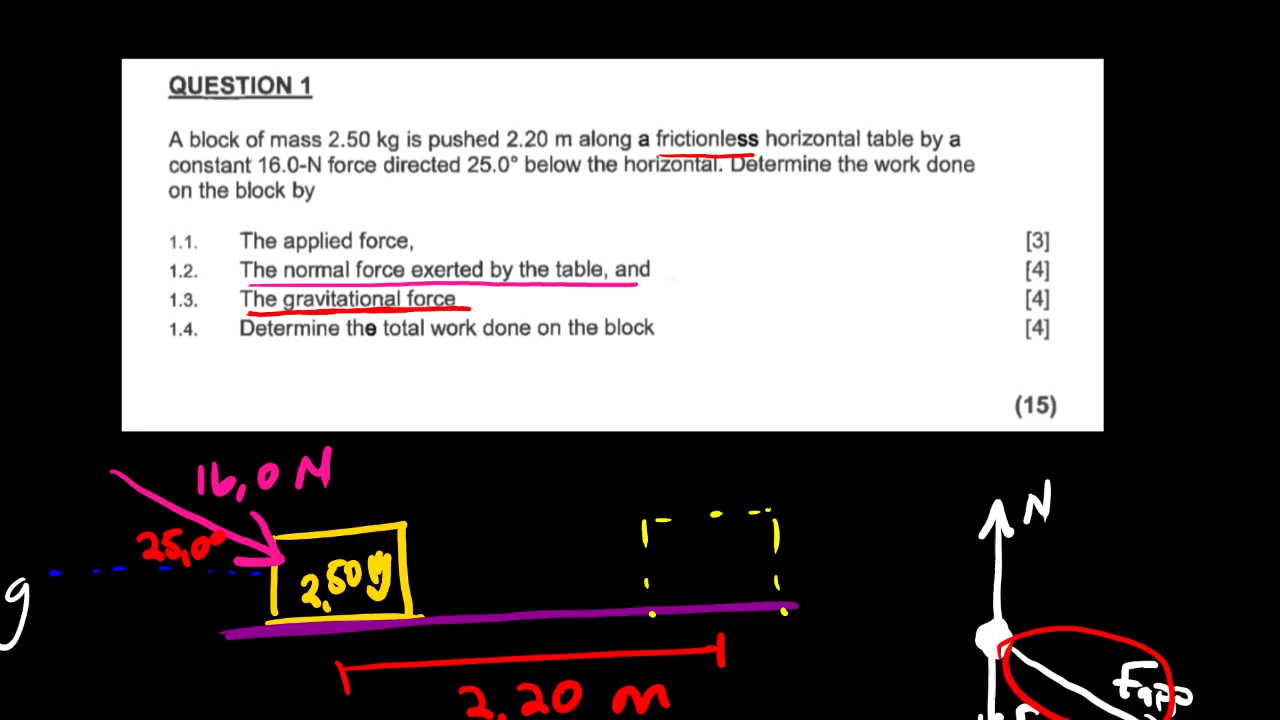 QUESTION 1
A block of mass 2.50 kg is pushed 2.20 m along a frictionless horizontal table by a
constant 16.0-N force directed 25.0° below the horizontal. Determine the work done
on the block by
1.1. The applied force, [3]
1.2. The normal force exerted by the table, and [4]
1.3. The gravitational force [4]
1.4. Determine the total work done on the block [4]
(15)
16,0 N
N
25,0°
g
Fapp
2,20 m